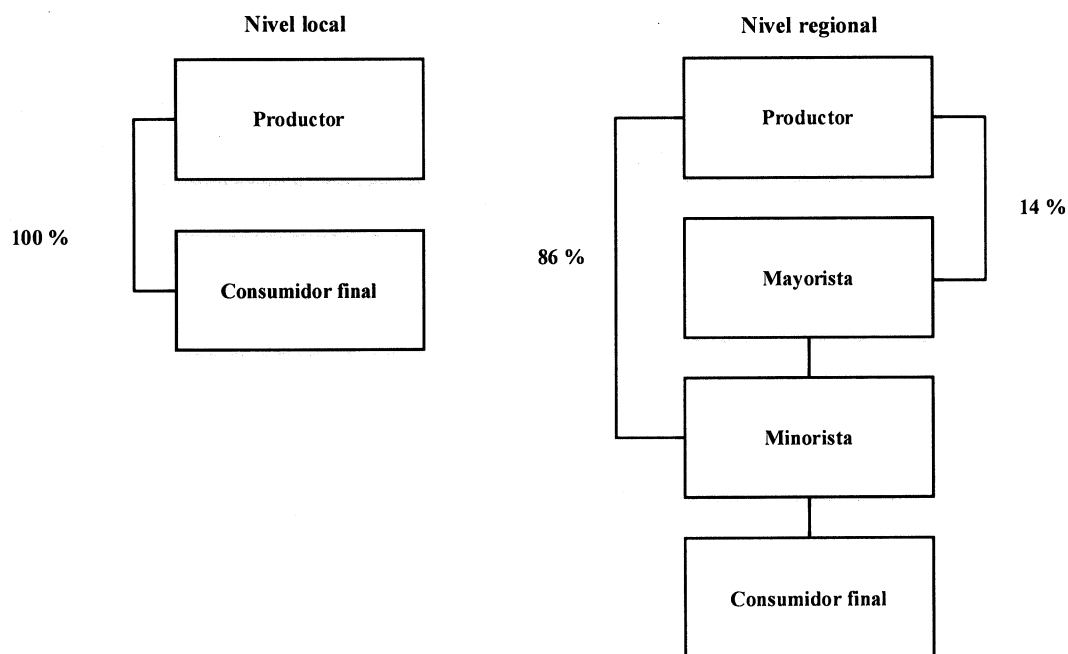 Nivel local
Productor
100 %
Consumidor final
Nivel regional
Productor
14 %
86 %
Mayorista
Minorista
Consumidor final